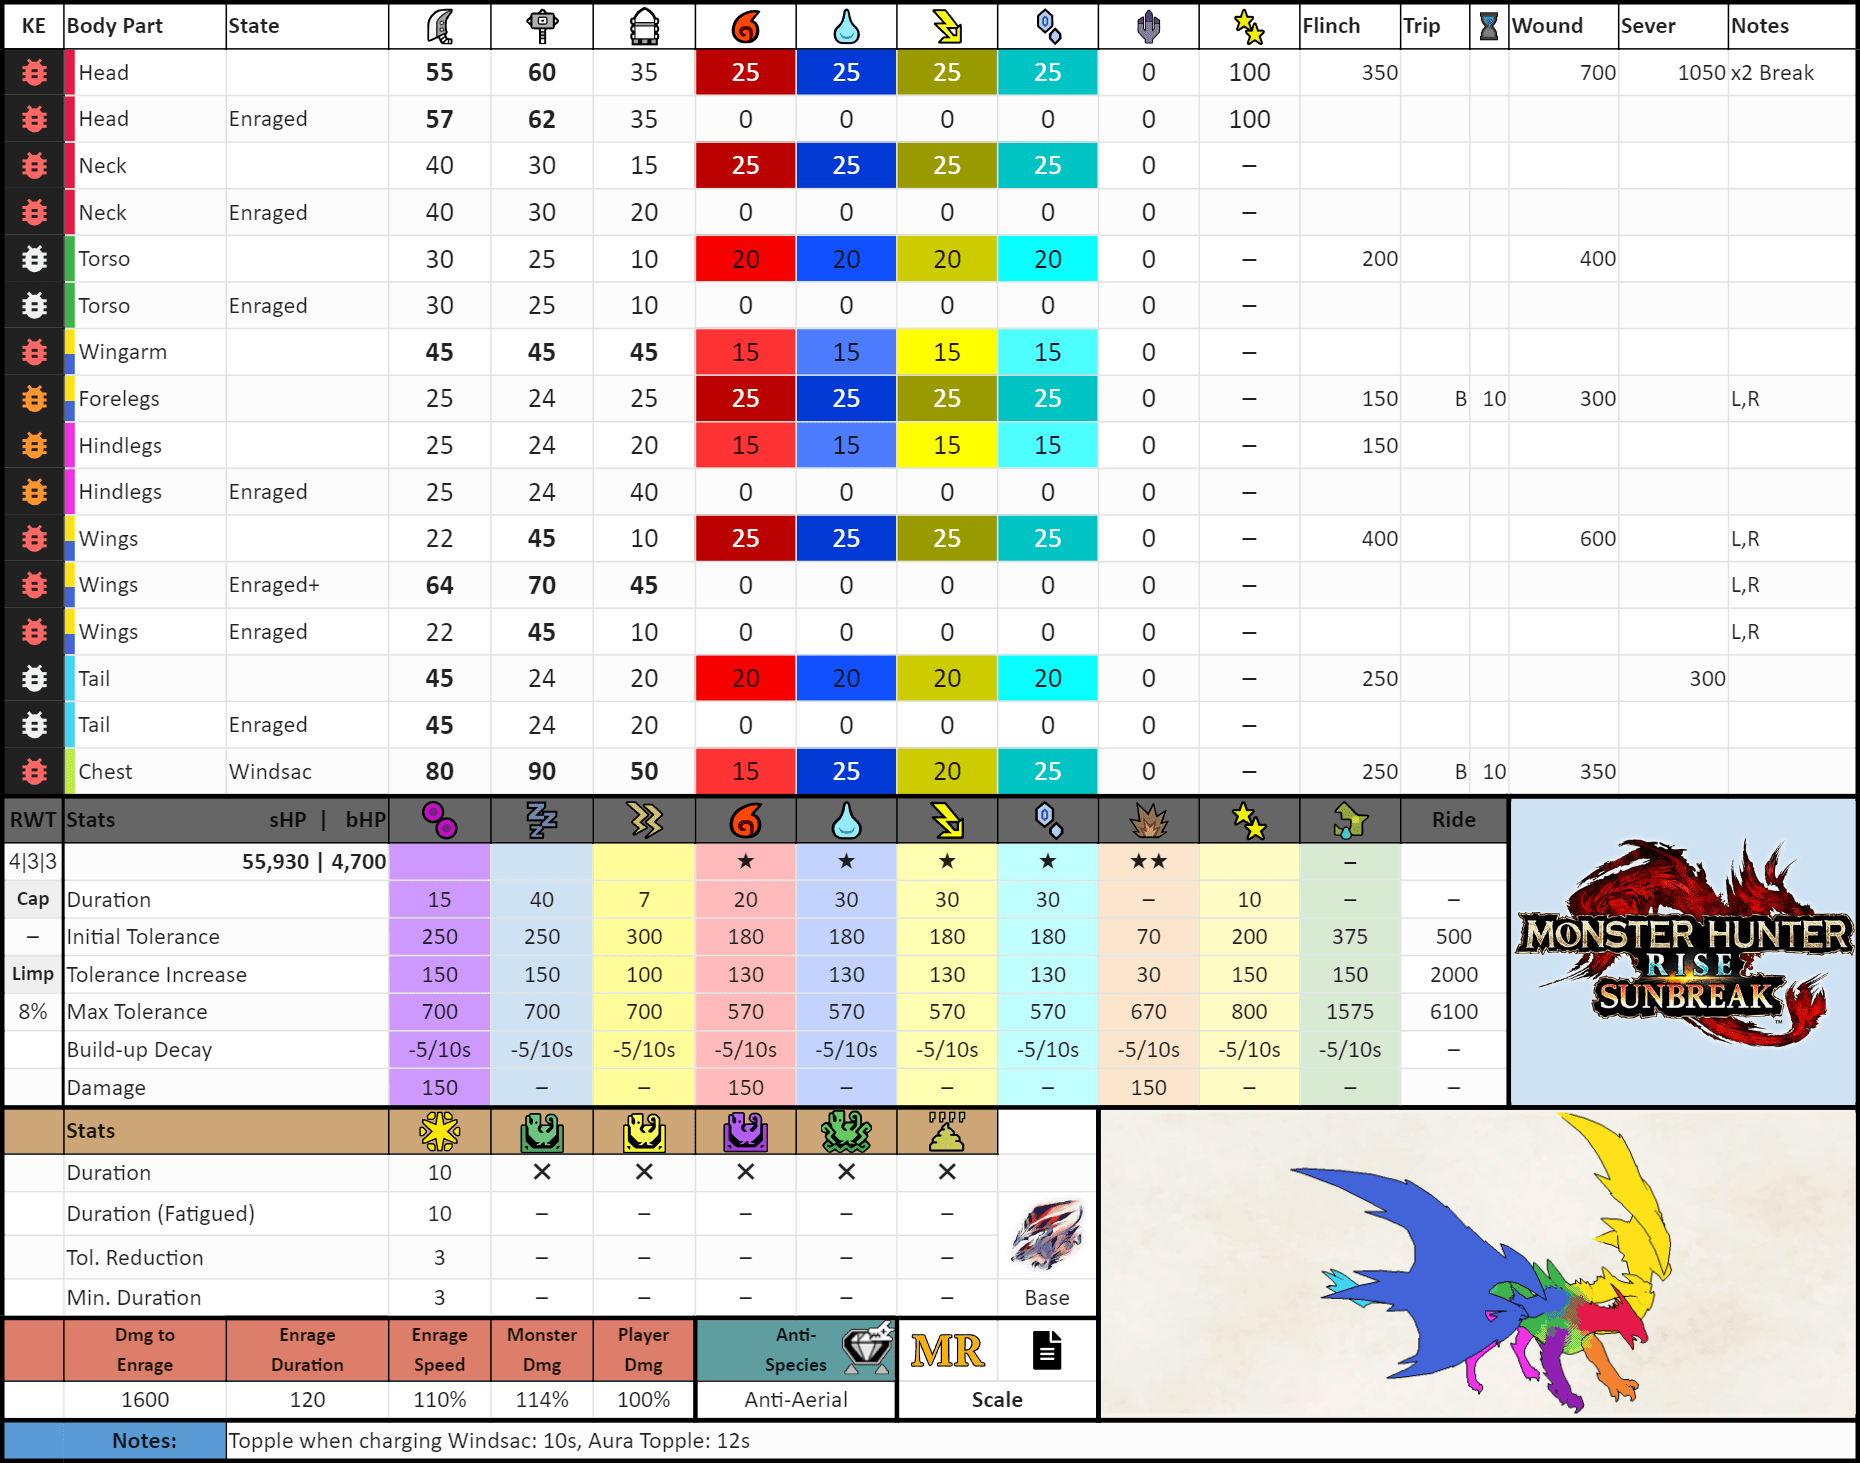 KE Body Part State Flinch Trip Wound Sever Notes
Head 55 60 35 25 25 25 25 0 100 350 700 1050 x2 Break
Head Enraged 57 62 35 0 0 0 0 0 100
Neck 40 30 15 25 25 25 25 0 –
Neck Enraged 40 30 20 0 0 0 0 0 –
Torso 30 25 10 20 20 20 20 0 – 200 400
Torso Enraged 30 25 10 0 0 0 0 0 –
Wingarm 45 45 45 15 15 15 15 0 –
Forelegs 25 24 25 25 25 25 25 0 – 150 B 10 300 L,R
Hindlegs 25 24 20 15 15 15 15 0 – 150
Hindlegs Enraged 25 24 40 0 0 0 0 0 –
Wings 22 45 10 25 25 25 25 0 – 400 600 L,R
Wings Enraged+ 64 70 45 0 0 0 0 0 – L,R
Wings Enraged 22 45 10 0 0 0 0 0 – L,R
Tail 45 24 20 20 20 20 20 0 – 250 300
Tail Enraged 45 24 20 0 0 0 0 0 –
Chest Windsac 80 90 50 15 25 20 25 0 – 250 B 10 350
RWT Stats sHP | bHP Ride
4|3|3 55,930 | 4,700 ★ ★ ★ ★ ★★ –
Cap Duration 15 40 7 20 30 30 30 – 10 – –
– Initial Tolerance 250 250 300 180 180 180 180 70 200 375 500
Limp Tolerance Increase 150 150 100 130 130 130 130 30 150 150 2000
8% Max Tolerance 700 700 700 570 570 570 570 670 800 1575 6100
Build-up Decay -5/10s -5/10s -5/10s -5/10s -5/10s -5/10s -5/10s -5/10s -5/10s -5/10s –
Damage 150 – – 150 – – – 150 – – –
MONSTER HUNTER
RISE
SUNBREAK
™
Stats
Duration 10 ✕ ✕ ✕ ✕ ✕
Duration (Fatigued) 10 – – – – –
Tol. Reduction 3 – – – – –
Min. Duration 3 – – – – – Base
Dmg to Enrage Enrage Monster Player Anti-
Enrage Duration Speed Dmg Dmg Species MR
1600 120 110% 114% 100% Anti-Aerial Scale
Notes: Topple when charging Windsac: 10s, Aura Topple: 12s